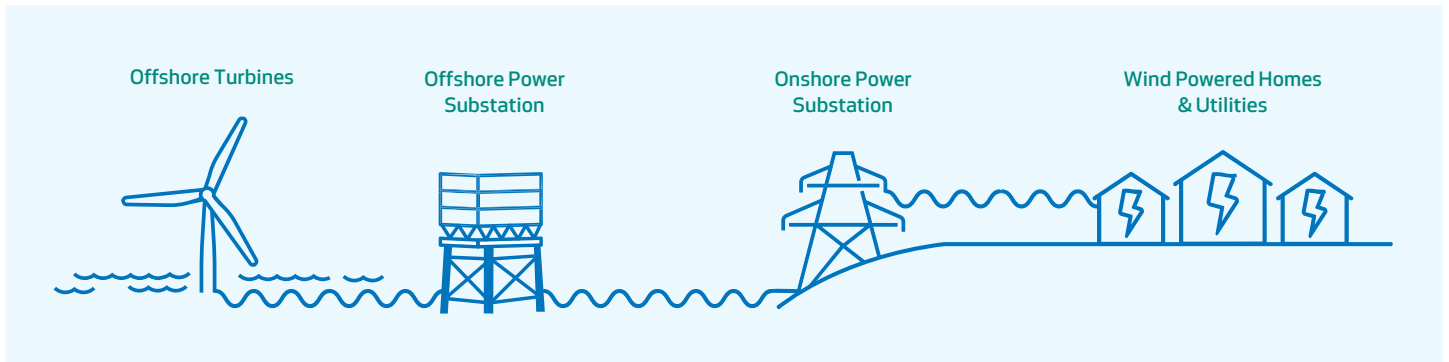 Offshore Turbines
Offshore Power
Substation
Onshore Power
Substation
Wind Powered Homes
& Utilities